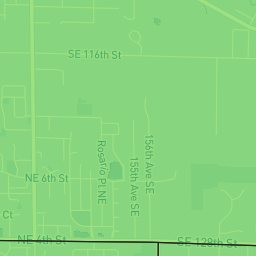 SE 116th St
156th Ave SE
Rosario Pl NE
155th Ave SE
NE 6th St
Ct
NE 4th St
SE 128th St